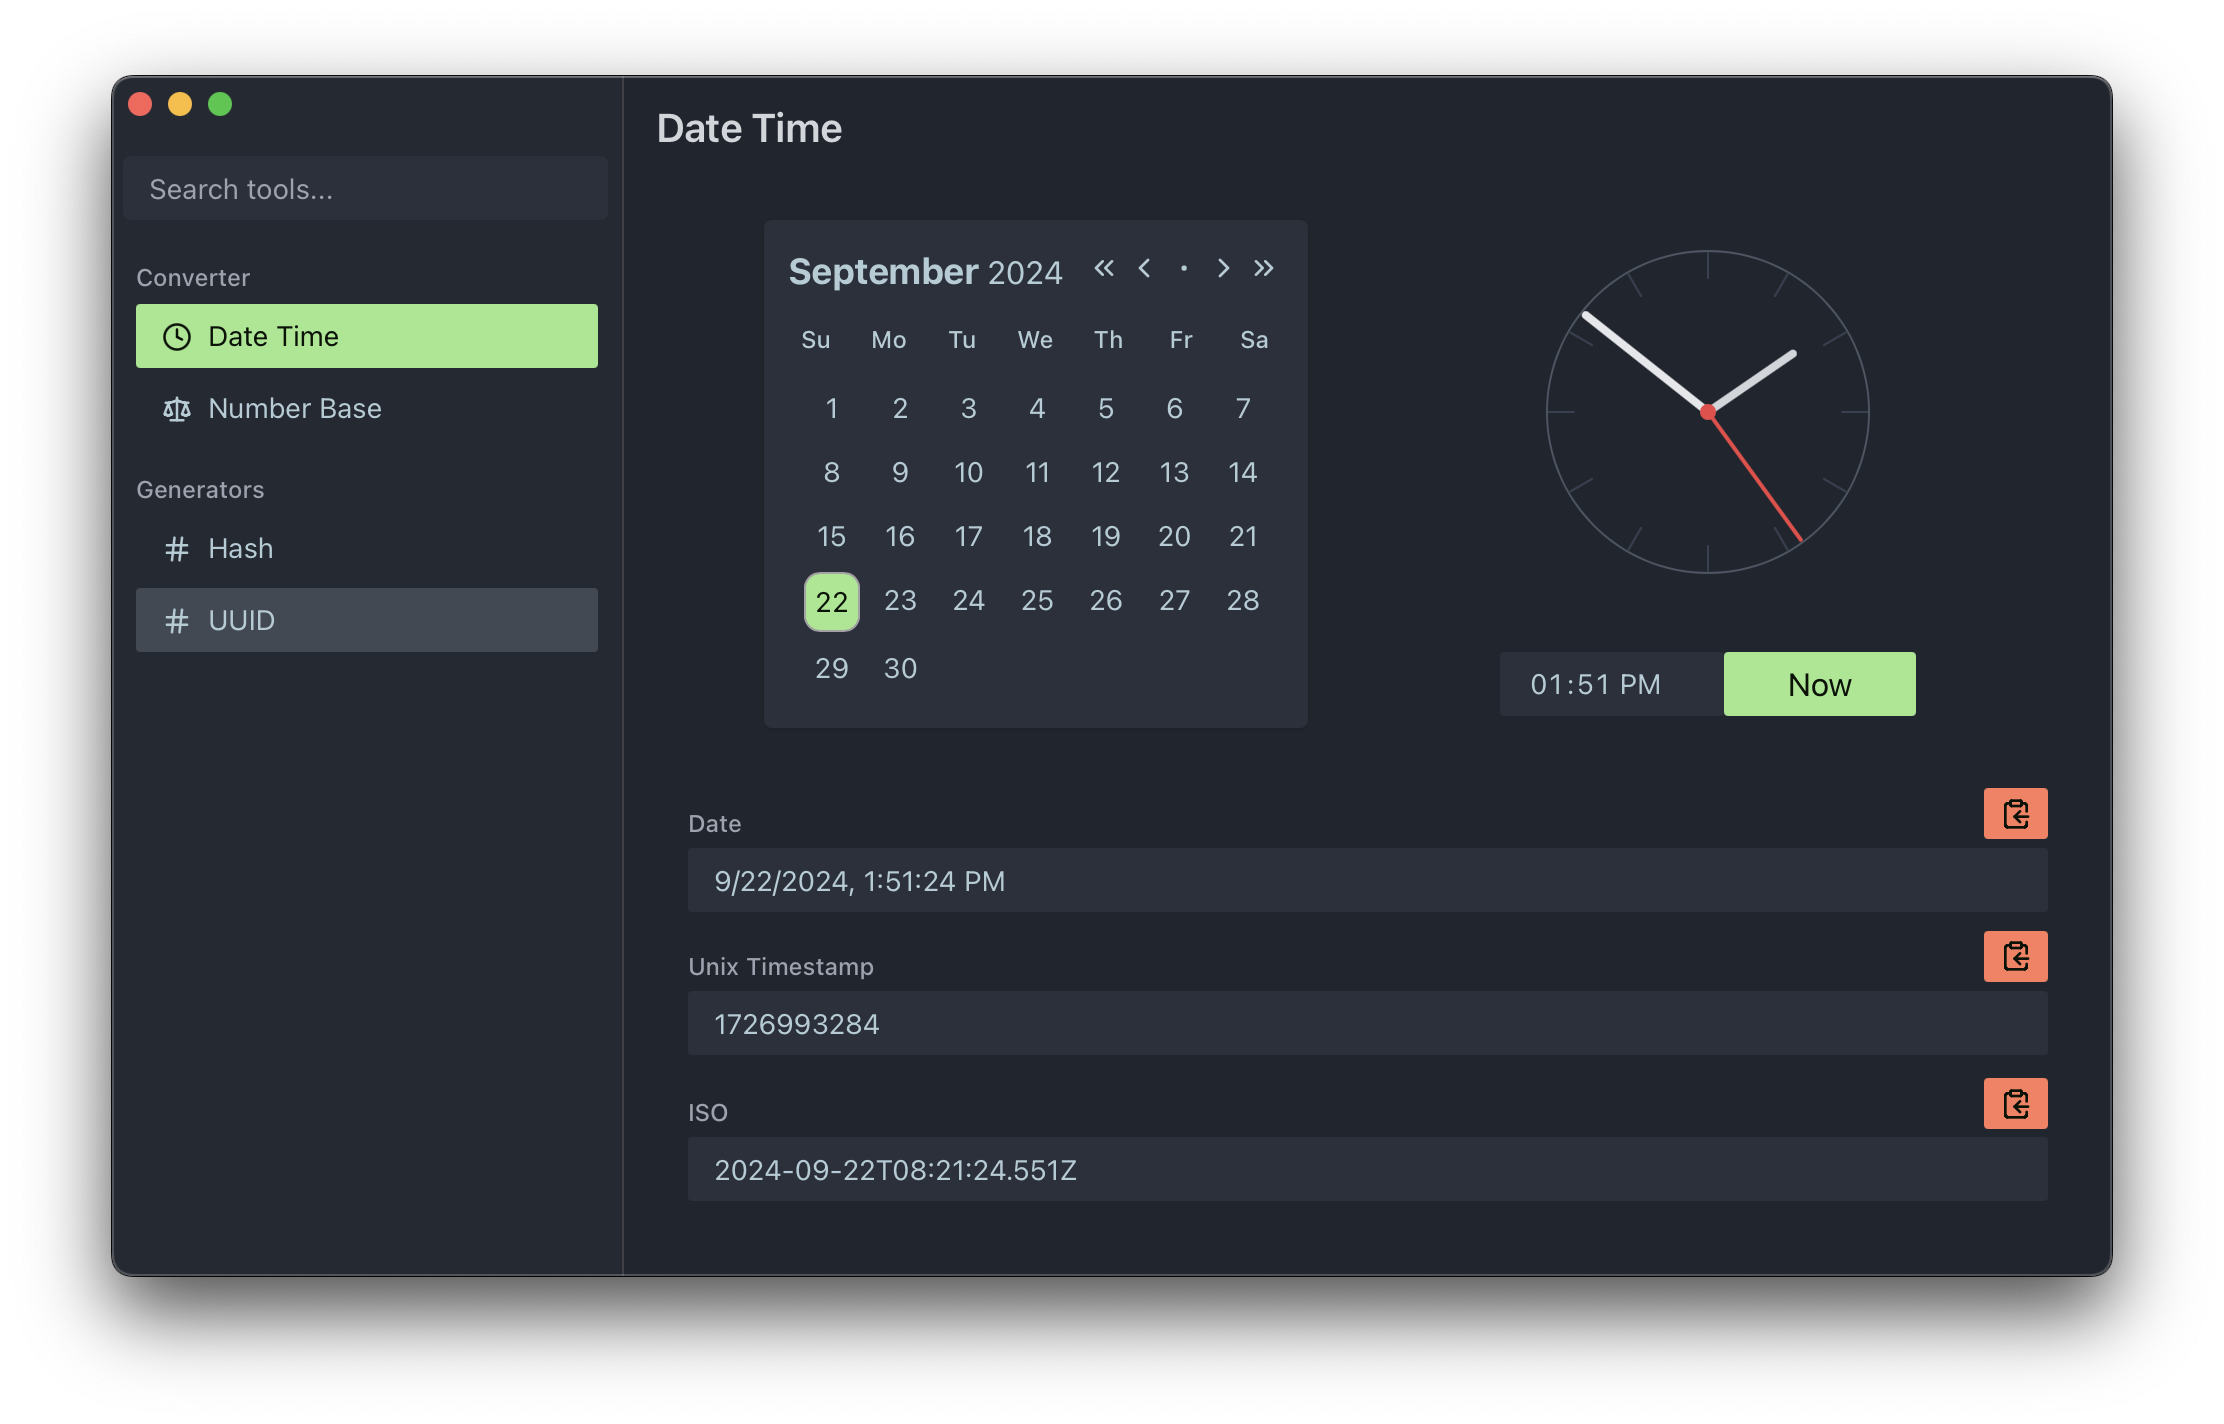 Search tools...
Converter
Date Time
Number Base
Generators
Hash
UUID
Date Time
September 2024
Su Mo Tu We Th Fr Sa
1 2 3 4 5 6 7
8 9 10 11 12 13 14
15 16 17 18 19 20 21
22 23 24 25 26 27 28
29 30
01:51 PM
Now
Date
9/22/2024, 1:51:24 PM
Unix Timestamp
1726993284
ISO
2024-09-22T08:21:24.551Z